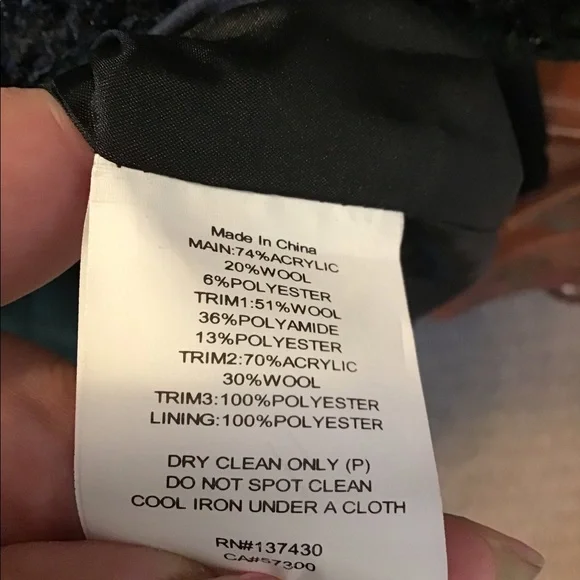 Made In China
MAIN:74%ACRYLIC
20%WOOL
6%POLYESTER
TRIM1:51%WOOL
36%POLYAMIDE
13%POLYESTER
TRIM2:70%ACRYLIC
30%WOOL
TRIM3:100%POLYESTER
LINING:100%POLYESTER
DRY CLEAN ONLY (P)
DO NOT SPOT CLEAN
COOL IRON UNDER A CLOTH
RN#137430
CA#57300